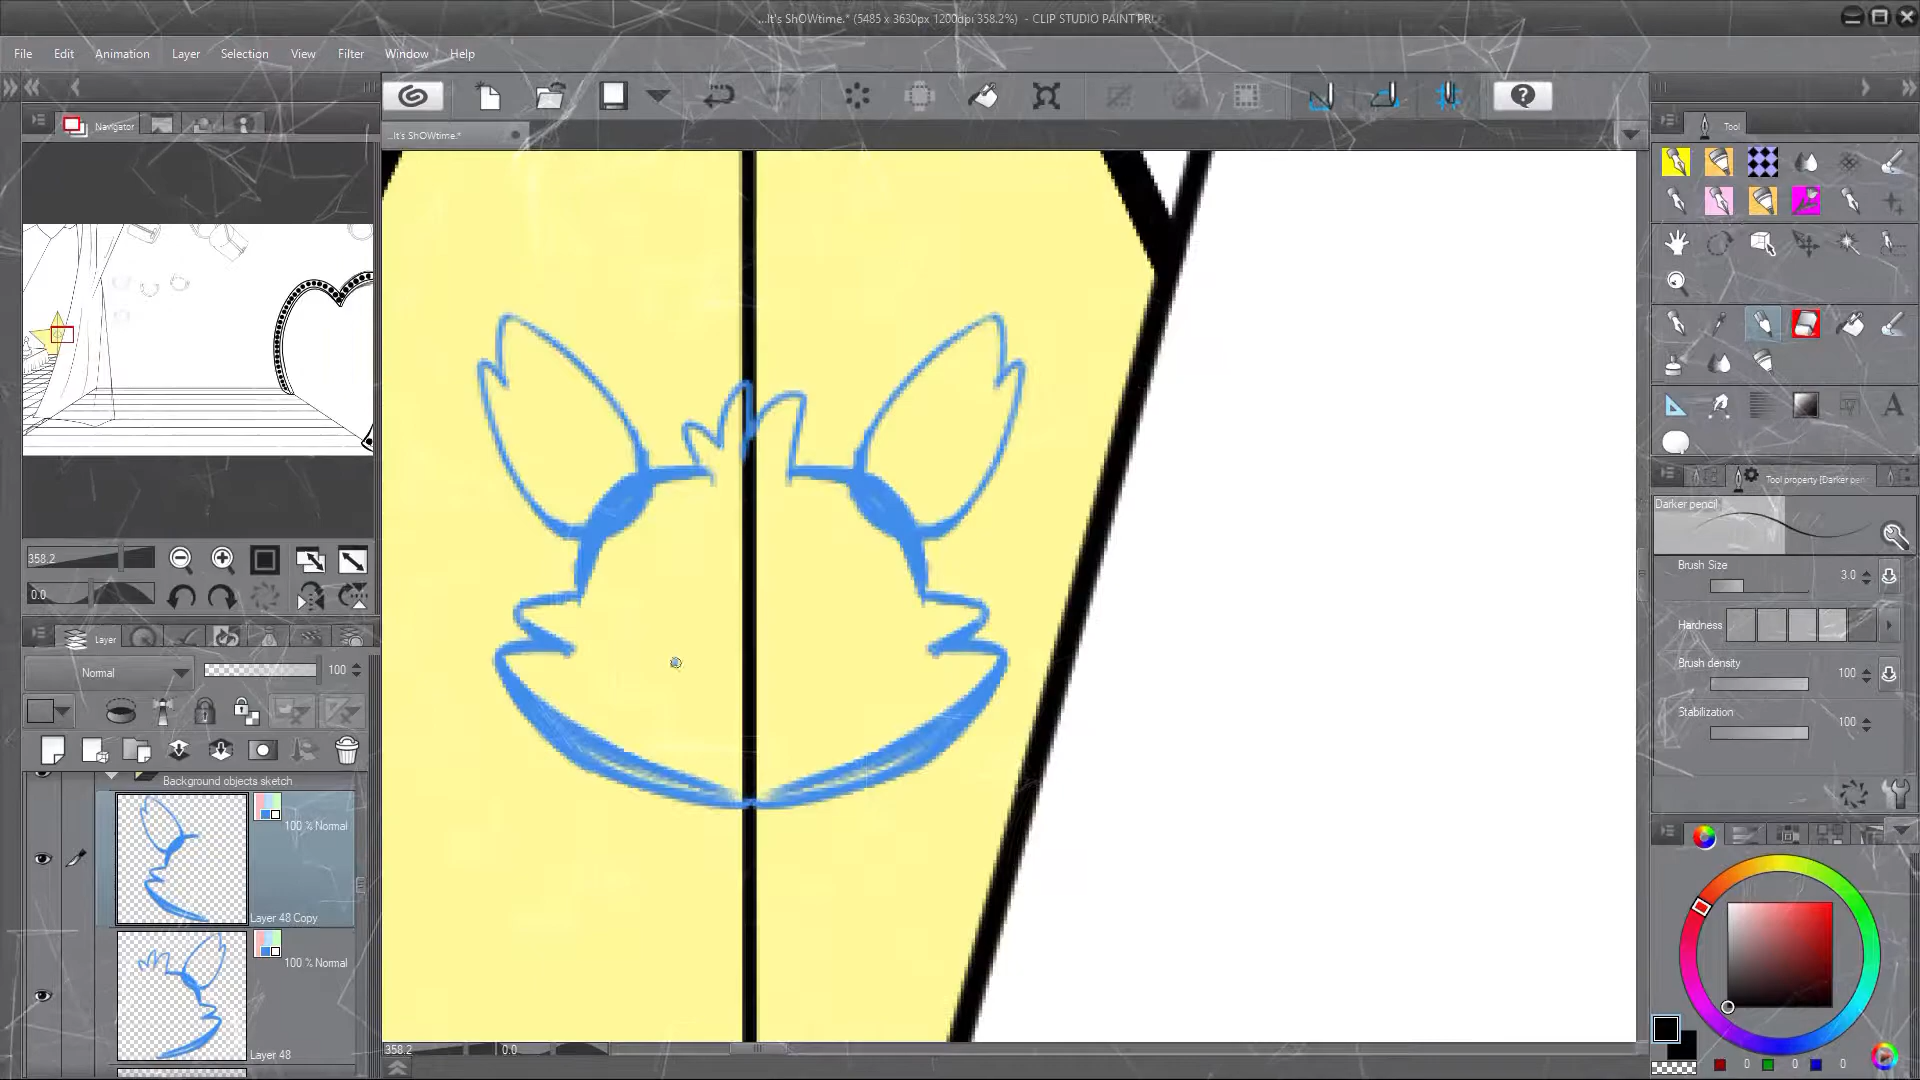 ...It's ShOWtime.* (5485 x 3630px 1200dpi 358.2%) - CLIP STUDIO PAINT PRO
File Edit Animation Layer Selection View Filter Window Help
Navigator
...It's ShOWtime.*
Tool
358.2
0.0
Layer
Normal
100
Background objects sketch
100 % Normal
Layer 48 Copy
100 % Normal
Layer 48
358.2
0.0
Tool property [Darker pen
Darker pencil
Brush Size
3.0
Hardness
Brush density
100
Stabilization
100
0
0
0